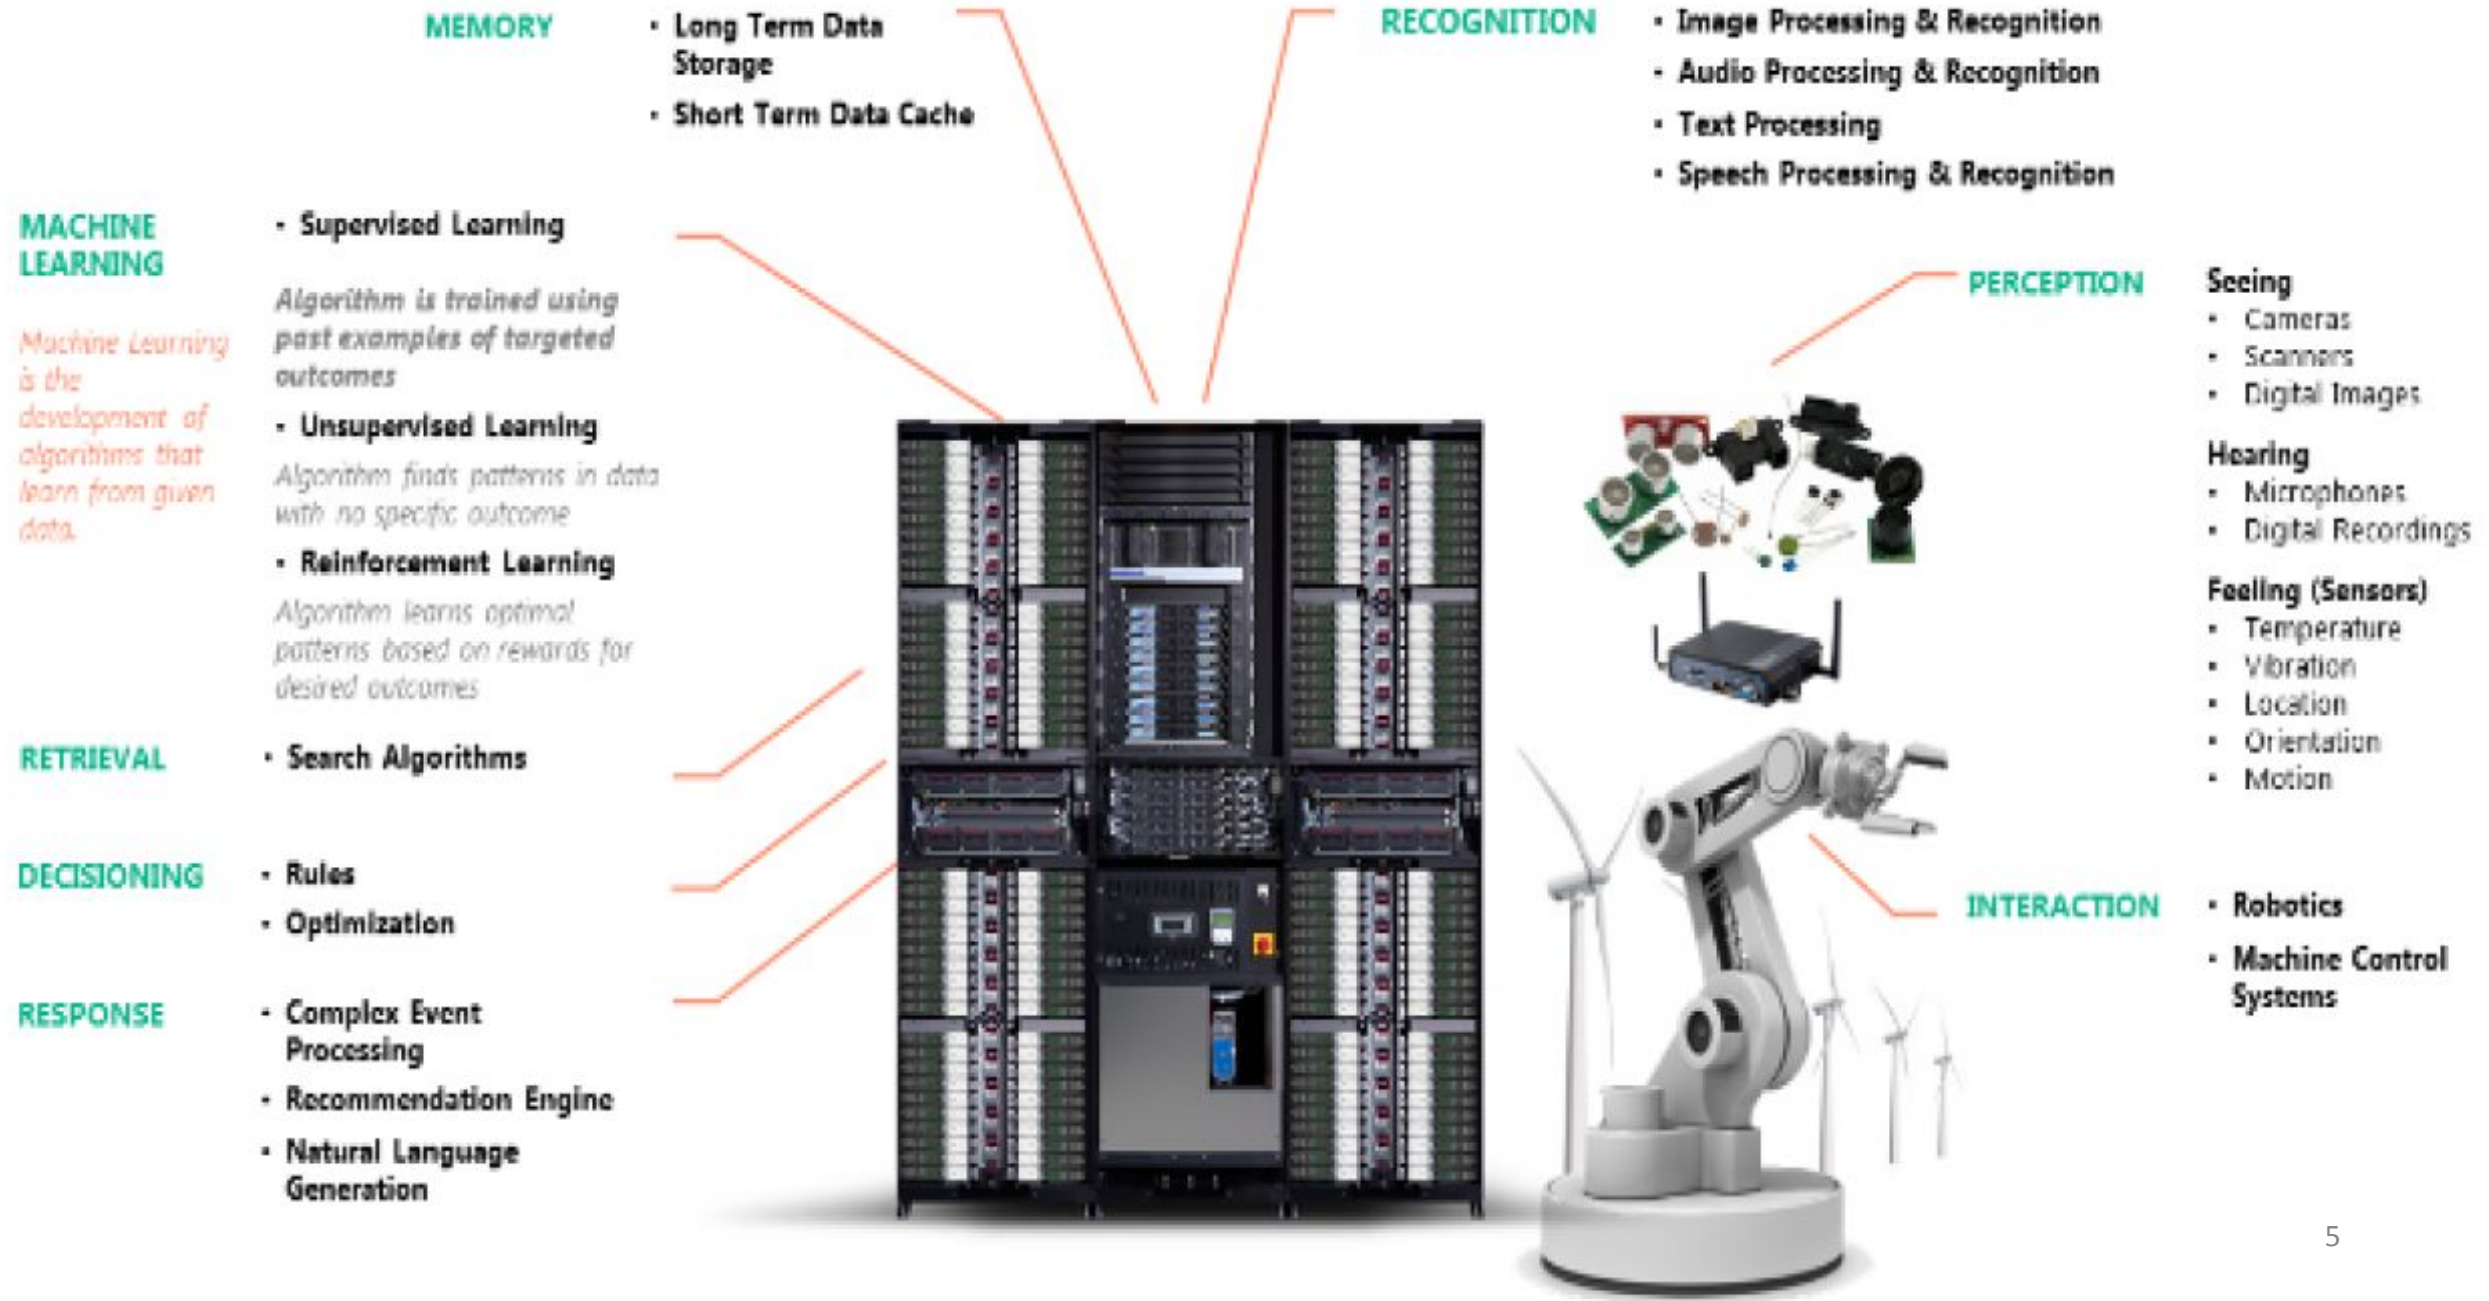 MEMORY
▪ Long Term Data
Storage
▪ Short Term Data Cache
RECOGNITION
▪ Image Processing & Recognition
▪ Audio Processing & Recognition
▪ Text Processing
▪ Speech Processing & Recognition
MACHINE
LEARNING
Machine Learning
is the
development of
algorithms that
learn from given
data.
▪ Supervised Learning
Algorithm is trained using
past examples of targeted
outcomes
▪ Unsupervised Learning
Algorithm finds patterns in data
with no specific outcome
▪ Reinforcement Learning
Algorithm learns optimal
patterns based on rewards for
desired outcomes
RETRIEVAL
▪ Search Algorithms
DECISIONING
▪ Rules
▪ Optimization
RESPONSE
▪ Complex Event
Processing
▪ Recommendation Engine
▪ Natural Language
Generation
PERCEPTION
Seeing
• Cameras
• Scanners
• Digital Images
Hearing
• Microphones
• Digital Recordings
Feeling (Sensors)
• Temperature
• Vibration
• Location
• Orientation
• Motion
INTERACTION
▪ Robotics
▪ Machine Control
Systems
5